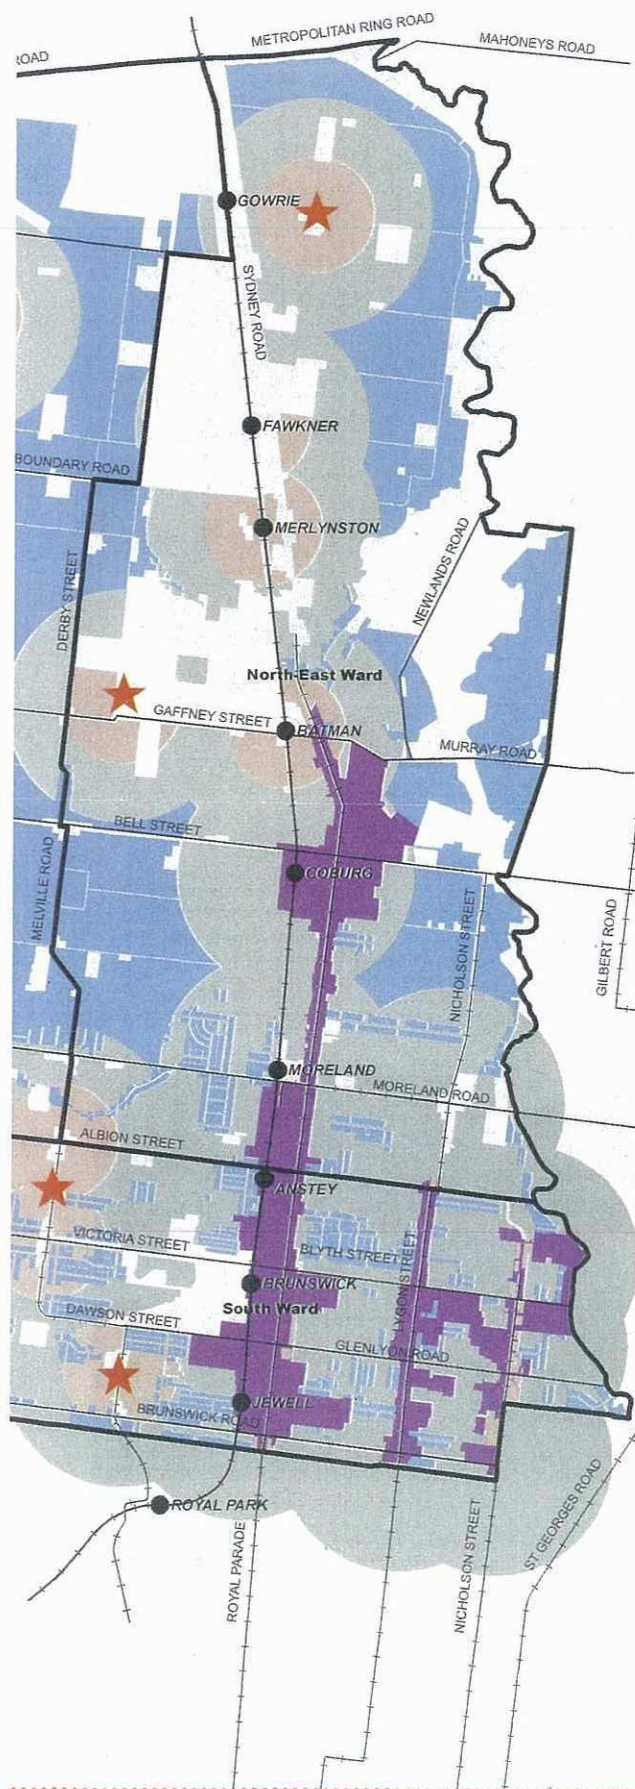 METROPOLITAN RING ROAD
MAHONEYS ROAD
ROAD
GOWRIE
SYDNEY ROAD
FAWKNER
BOUNDARY ROAD
MERLYNSTON
NEWLANDS ROAD
DERBY STREET
North-East Ward
GAFFNEY STREET
BATMAN
MURRAY ROAD
BELL STREET
MELVILLE ROAD
COBURG
NICHOLSON STREET
GILBERT ROAD
MORELAND
MORELAND ROAD
ALBION STREET
ANSTEY
VICTORIA STREET
BLYTH STREET
LYGON STREET
BRUNSWICK
South Ward
DAWSON STREET
GLENLYON ROAD
JEWELL
BRUNSWICK ROAD
ROYAL PARK
ROYAL PARADE
NICHOLSON STREET
ST GEORGES ROAD